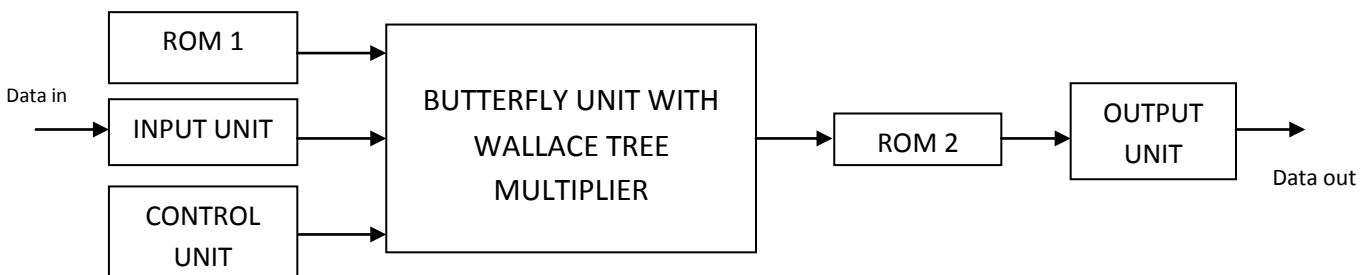 ROM 1
Data in
INPUT UNIT
CONTROL
UNIT
BUTTERFLY UNIT WITH
WALLACE TREE
MULTIPLIER
ROM 2
OUTPUT
UNIT
Data out